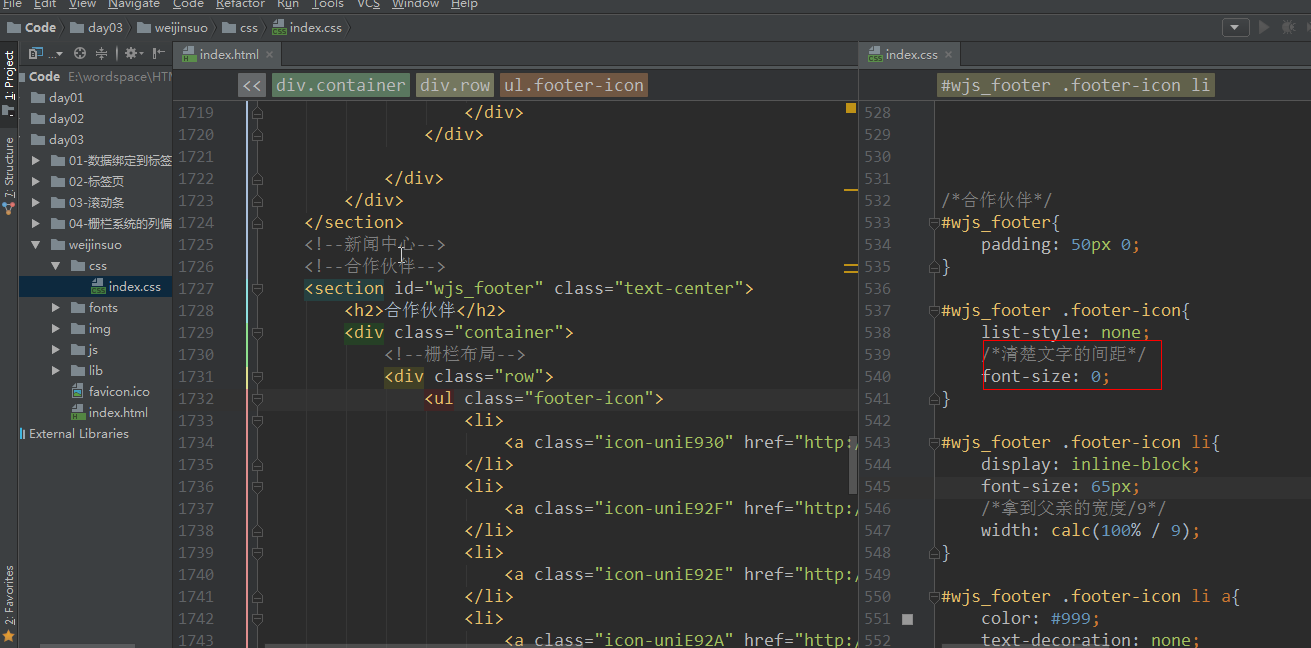 File Edit View Navigate Code Refactor Run Tools VCS Window Help
Code day03 weijinsuo css index.css
1: Project
7: Structure
2: Favorites
Code E:\wordspace\HTM
day01
day02
day03
01-数据绑定到标签
02-标签页
03-滚动条
04-栅栏系统的列偏
weijinsuo
css
index.css
fonts
img
js
lib
favicon.ico
index.html
External Libraries
index.html
<< div.container div.row ul.footer-icon
1719 </div>
1720 </div>
1721
1722 </div>
1723 </div>
1724 </section>
1725 <!--新闻中心-->
1726 <!--合作伙伴-->
1727 <section id="wjs_footer" class="text-center">
1728 <h2>合作伙伴</h2>
1729 <div class="container">
1730 <!--栅栏布局-->
1731 <div class="row">
1732 <ul class="footer-icon">
1733 <li>
1734 <a class="icon-uniE930" href="http:/
1735 </li>
1736 <li>
1737 <a class="icon-uniE92F" href="http:/
1738 </li>
1739 <li>
1740 <a class="icon-uniE92E" href="http:/
1741 </li>
1742 <li>
1743 <a class="icon-uniE92A" href="http:/
index.css
#wjs_footer .footer-icon li
528
529
530
531
532 /*合作伙伴*/
533 #wjs_footer{
534 padding: 50px 0;
535 }
536
537 #wjs_footer .footer-icon{
538 list-style: none;
539 /*清楚文字的间距*/
540 font-size: 0;
541 }
542
543 #wjs_footer .footer-icon li{
544 display: inline-block;
545 font-size: 65px;
546 /*拿到父亲的宽度/9*/
547 width: calc(100% / 9);
548 }
549
550 #wjs_footer .footer-icon li a{
551 color: #999;
552 text-decoration: none;